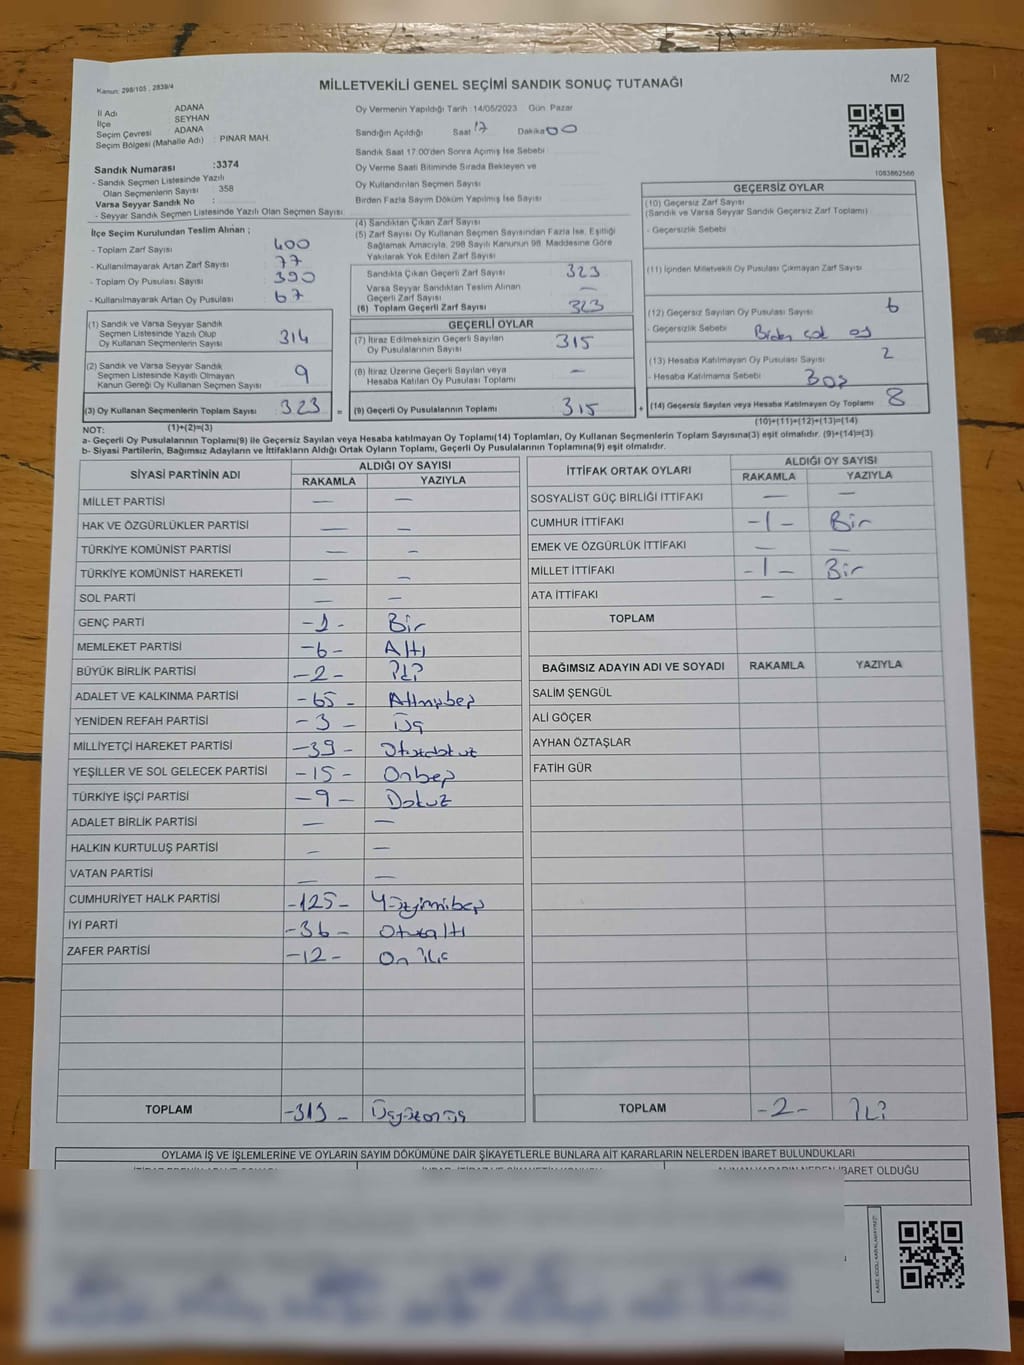 Kanun: 298/105 , 2839/4
MİLLETVEKİLİ GENEL SEÇİMİ SANDIK SONUÇ TUTANAĞI
M/2
İl Adı : ADANA
İlçe : SEYHAN
Seçim Çevresi : ADANA
Seçim Bölgesi (Mahalle Adı) : PINAR MAH.
Sandık Numarası :3374
- Sandık Seçmen Listesinde Yazılı
Olan Seçmenlerin Sayısı : 358
Varsa Seyyar Sandık No :
- Seyyar Sandık Seçmen Listesinde Yazılı Olan Seçmen Sayısı:
Oy Vermenin Yapıldığı Tarih : 14/05/2023 Gün Pazar
Sandığın Açıldığı Saat 17 Dakika 00
Sandık Saat 17:00'den Sonra Açımış İse Sebebi
Oy Verme Saati Bitiminde Sırada Bekleyen ve
Oy Kullandırılan Seçmen Sayısı
Birden Fazla Sayım Döküm Yapılmış İse Sayısı
1083862566
İlçe Seçim Kurulundan Teslim Alınan ;
- Toplam Zarf Sayısı 400
- Kullanılmayarak Artan Zarf Sayısı 77
- Toplam Oy Pusulası Sayısı 390
- Kullanılmayarak Artan Oy Pusulası 67
(4) Sandıktan Çıkan Zarf Sayısı
(5) Zarf Sayısı Oy Kullanan Seçmen Sayısından Fazla İse, Eşitliği
Sağlamak Amacıyla, 298 Sayılı Kanunun 98. Maddesine Göre
Yakılarak Yok Edilen Zarf Sayısı
Sandıkta Çıkan Geçerli Zarf Sayısı 323
Varsa Seyyar Sandıktan Teslim Alınan
Geçerli Zarf Sayısı —
(6) Toplam Geçerli Zarf Sayısı 323
GEÇERSİZ OYLAR
(10) Geçersiz Zarf Sayısı
(Sandık ve Varsa Seyyar Sandık Geçersiz Zarf Toplamı)
- Geçersizlik Sebebi
(11) İçinden Milletvekili Oy Pusulası Çıkmayan Zarf Sayısı
(12) Geçersiz Sayılan Oy Pusulası Sayısı 6
- Geçersizlik Sebebi
(13) Hesaba Katılmayan Oy Pusulası Sayısı 2
- Hesaba Katılmama Sebebi Boş
(14) Geçersiz Sayılan veya Hesaba Katılmayan Oy Toplamı 8
(10)+(11)+(12)+(13)=(14)
(1) Sandık ve Varsa Seyyar Sandık
Seçmen Listesinde Yazılı Olup
Oy Kullanan Seçmenlerin Sayısı 314
(2) Sandık ve Varsa Seyyar Sandık
Seçmen Listesinde Kayıtlı Olmayan
Kanun Gereği Oy Kullanan Seçmen Sayısı 9
(3) Oy Kullanan Seçmenlerin Toplam Sayısı 323 =
(1)+(2)=(3)
GEÇERLİ OYLAR
(7) İtiraz Edilmeksizin Geçerli Sayılan
Oy Pusulalarının Sayısı 315
(8) İtiraz Üzerine Geçerli Sayılan veya
Hesaba Katılan Oy Pusulası Toplamı —
(9) Geçerli Oy Pusulalarının Toplamı 315 +
NOT:
a- Geçerli Oy Pusulalarının Toplamı(9) ile Geçersiz Sayılan veya Hesaba katılmayan Oy Toplamı(14) Toplamları, Oy Kullanan Seçmenlerin Toplam Sayısına(3) eşit olmalıdır. (9)+(14)=(3)
b- Siyasi Partilerin, Bağımsız Adayların ve İttifakların Aldığı Ortak Oyların Toplamı, Geçerli Oy Pusulalarının Toplamına(9) eşit olmalıdır.
SİYASİ PARTİNİN ADI ALDIĞI OY SAYISI
RAKAMLA YAZIYLA
MİLLET PARTİSİ — —
HAK VE ÖZGÜRLÜKLER PARTİSİ — —
TÜRKİYE KOMÜNİST PARTİSİ — —
TÜRKİYE KOMÜNİST HAREKETİ — —
SOL PARTİ — —
GENÇ PARTİ -1- Bir
MEMLEKET PARTİSİ -6- Altı
BÜYÜK BİRLİK PARTİSİ -2- İki
ADALET VE KALKINMA PARTİSİ -65- Altmışbeş
YENİDEN REFAH PARTİSİ -3- Üç
MİLLİYETÇİ HAREKET PARTİSİ -39- Otuzdokuz
YEŞİLLER VE SOL GELECEK PARTİSİ -15- Onbeş
TÜRKİYE İŞÇİ PARTİSİ -9- Dokuz
ADALET BİRLİK PARTİSİ — —
HALKIN KURTULUŞ PARTİSİ — —
VATAN PARTİSİ — —
CUMHURİYET HALK PARTİSİ -125- Yüzyirmibeş
İYİ PARTİ -36- Otuzaltı
ZAFER PARTİSİ -12- On iki
TOPLAM -313- Üçyüzonüç
İTTİFAK ORTAK OYLARI ALDIĞI OY SAYISI
RAKAMLA YAZIYLA
SOSYALİST GÜÇ BİRLİĞİ İTTİFAKI — —
CUMHUR İTTİFAKI -1- Bir
EMEK VE ÖZGÜRLÜK İTTİFAKI — —
MİLLET İTTİFAKI -1- Bir
ATA İTTİFAKI — —
TOPLAM
BAĞIMSIZ ADAYIN ADI VE SOYADI RAKAMLA YAZIYLA
SALİM ŞENGÜL
ALİ GÖÇER
AYHAN ÖZTAŞLAR
FATİH GÜR
TOPLAM -2- İki
OYLAMA İŞ VE İŞLEMLERİNE VE OYLARIN SAYIM DÖKÜMÜNE DAİR ŞİKAYETLERLE BUNLARA AİT KARARLARIN NELERDEN İBARET BULUNDUKLARI
ALINAN KARARIN NEDEN İBARET OLDUĞU